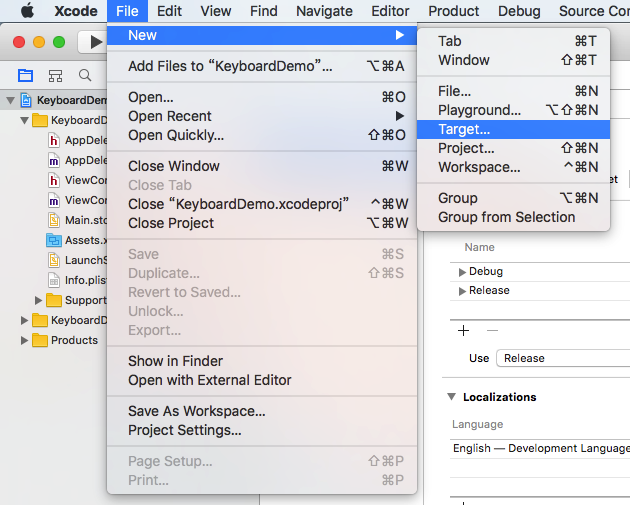 Xcode File Edit View Find Navigate Editor Product Debug Source Con
New
Add Files to “KeyboardDemo”... ⌥⌘A
Open... ⌘O
Open Recent
Open Quickly... ⇧⌘O
Close Window ⌘W
Close Tab
Close “KeyboardDemo.xcodeproj” ^⌘W
Close Project ⌥⌘W
Save ⌘S
Duplicate... ⇧⌘S
Revert to Saved...
Unlock...
Export...
Show in Finder
Open with External Editor
Save As Workspace...
Project Settings...
Page Setup... ⇧⌘P
Print... ⌘P
Tab ⌘T
Window ⇧⌘T
File... ⌘N
Playground... ⌥⇧⌘N
Target...
Project... ⇧⌘N
Workspace... ^⌘N
Group ⌥⌘N
Group from Selection
KeyboardDem
KeyboardD
h AppDele
m AppDele
h ViewCon
m ViewCon
Main.sto
Assets.x
LaunchS
Info.plis
Support
KeyboardD
Products
et
Name
Debug
Release
+ —
Use Release
Localizations
Language
English — Development Language